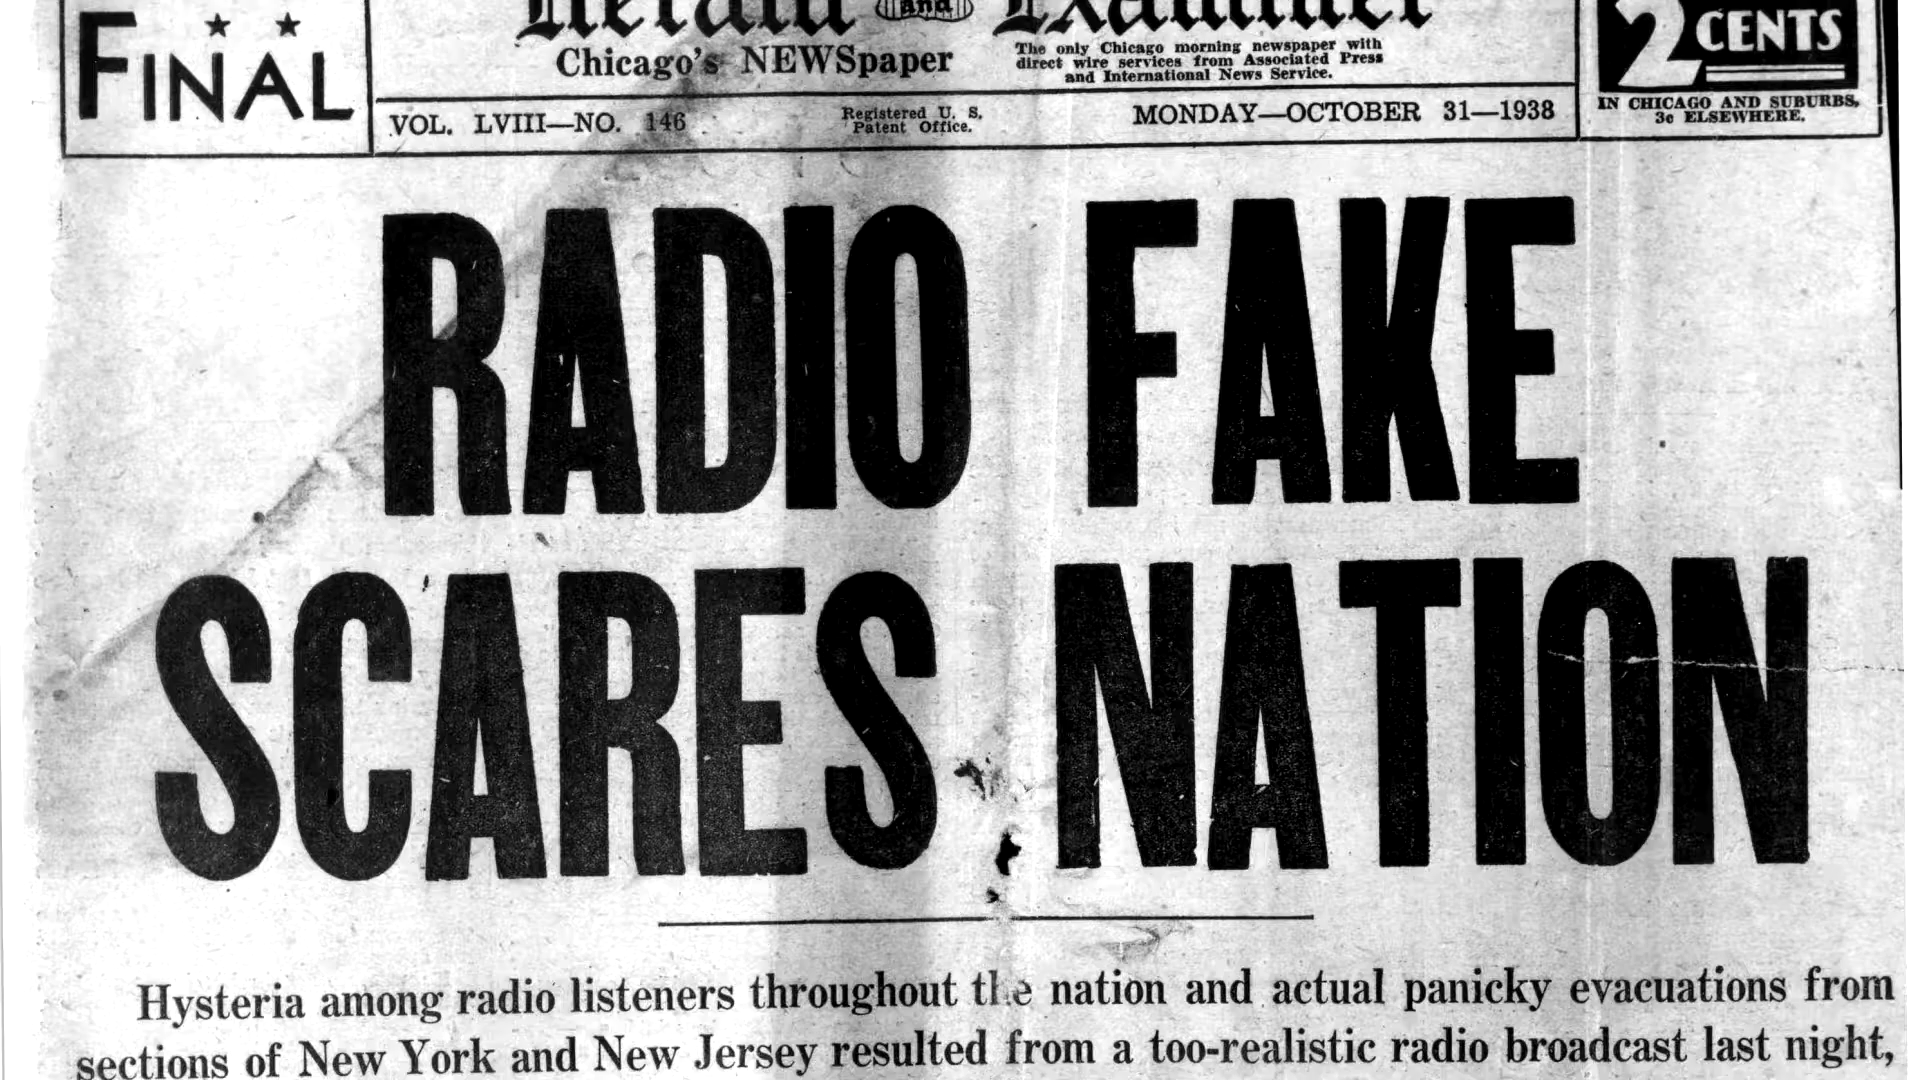 FINAL
Herald and Examiner
Chicago's NEWSpaper
The only Chicago morning newspaper with
direct wire services from Associated Press
and International News Service.
2 CENTS
IN CHICAGO AND SUBURBS,
3c ELSEWHERE.
VOL. LVIII—NO. 146
Registered U. S.
Patent Office.
MONDAY—OCTOBER 31—1938
RADIO FAKE
SCARES NATION
Hysteria among radio listeners throughout the nation and actual panicky evacuations from
sections of New York and New Jersey resulted from a too-realistic radio broadcast last night,